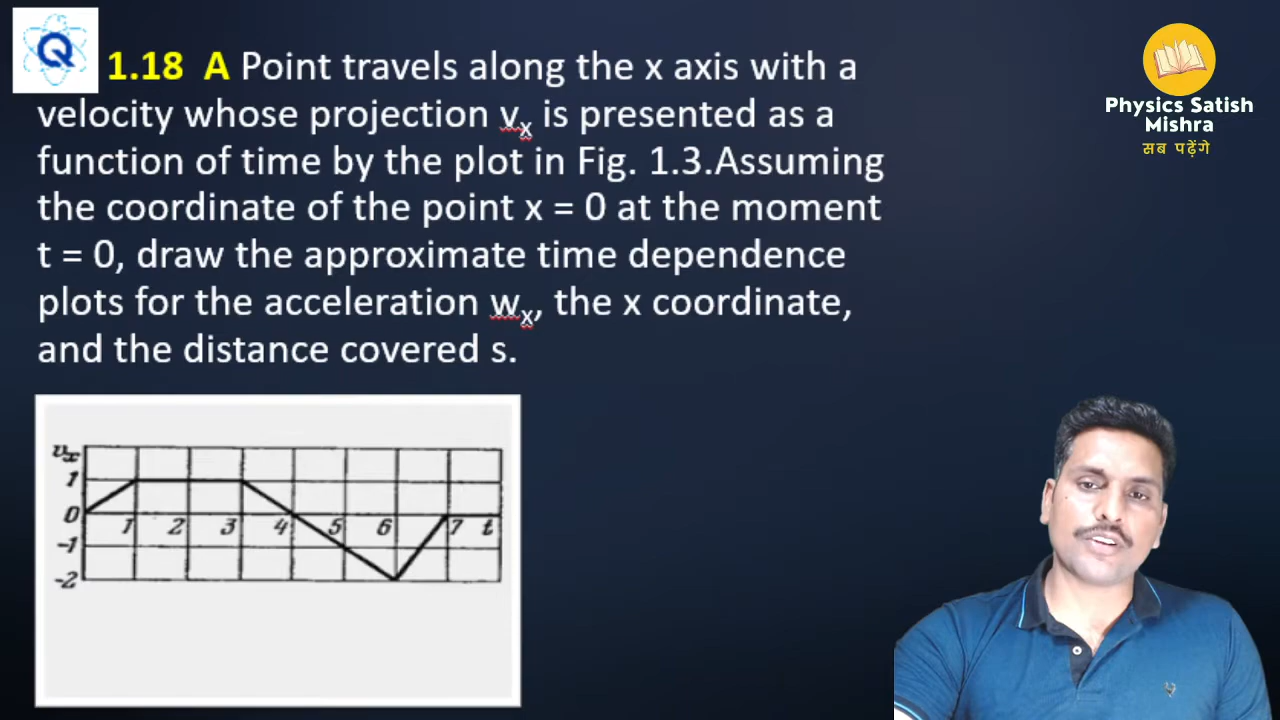 Q
1.18 A Point travels along the x axis with a
velocity whose projection vx is presented as a
function of time by the plot in Fig. 1.3.Assuming
the coordinate of the point x = 0 at the moment
t = 0, draw the approximate time dependence
plots for the acceleration wx, the x coordinate,
and the distance covered s.
Physics Satish
Mishra
सब पढ़ेंगे
vx
1
0
1 2 3 4 5 6 7 t
-1
-2